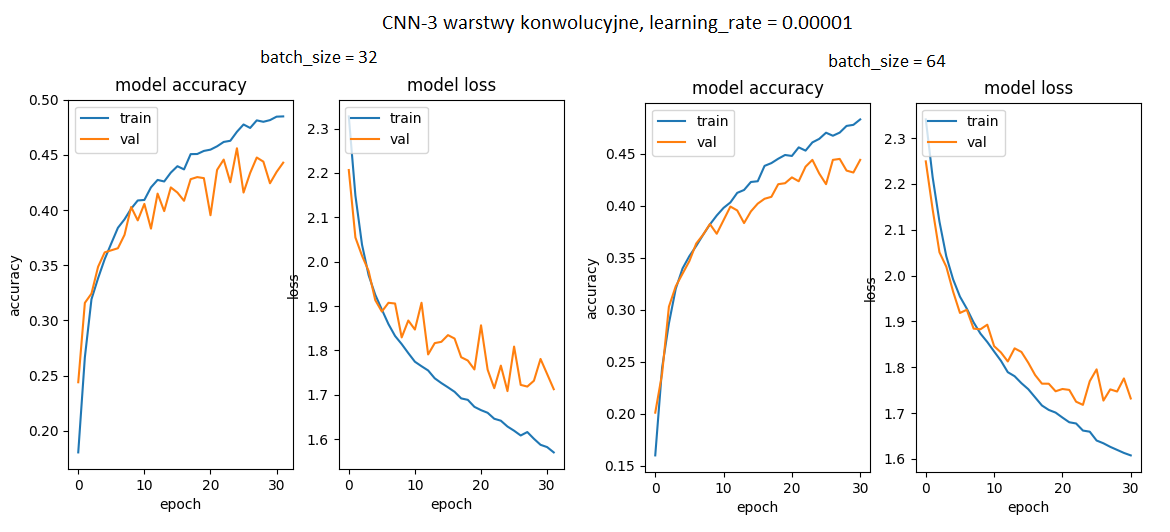 CNN-3 warstwy konwolucyjne, learning_rate = 0.00001
batch_size = 32
model accuracy
train
val
0.50
0.45
0.40
0.35
0.30
0.25
0.20
accuracy
0
10
20
30
epoch
model loss
train
val
2.3
2.2
2.1
2.0
1.9
1.8
1.7
1.6
loss
0
10
20
30
epoch
batch_size = 64
model accuracy
train
val
0.45
0.40
0.35
0.30
0.25
0.20
0.15
accuracy
0
10
20
30
epoch
model loss
train
val
2.3
2.2
2.1
2.0
1.9
1.8
1.7
1.6
loss
0
10
20
30
epoch